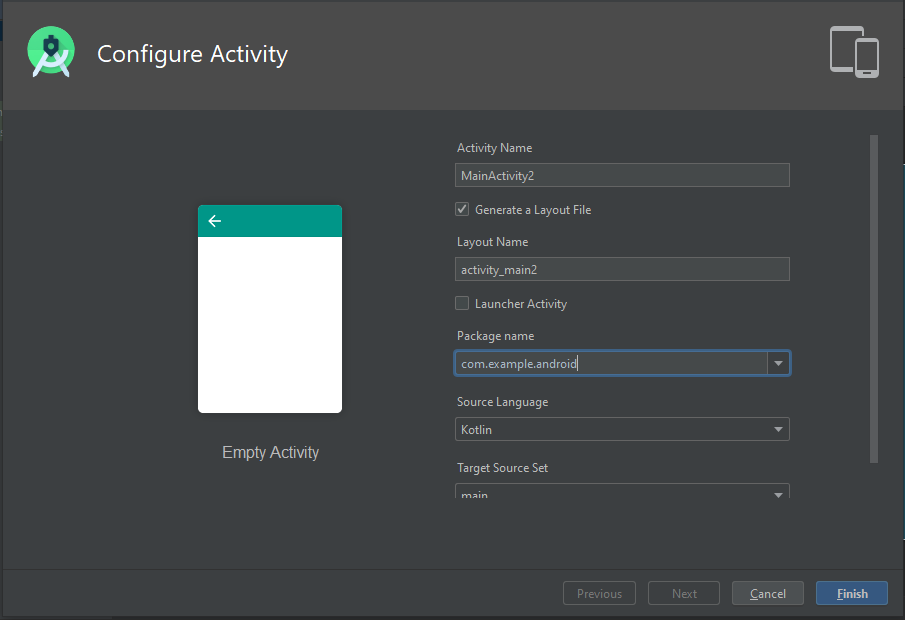 Configure Activity
Activity Name
MainActivity2
Generate a Layout File
Layout Name
activity_main2
Launcher Activity
Package name
com.example.android
Source Language
Kotlin
Target Source Set
main
Empty Activity
Previous
Next
Cancel
Finish